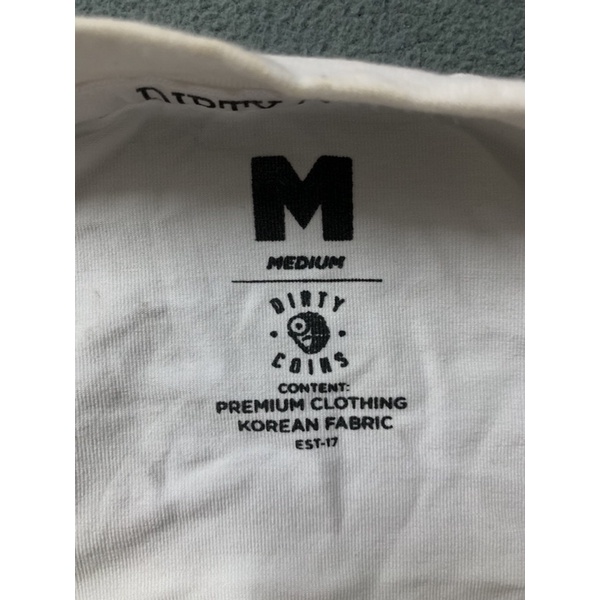 M
MEDIUM
DIRTY
COINS
CONTENT:
PREMIUM CLOTHING
KOREAN FABRIC
EST-17